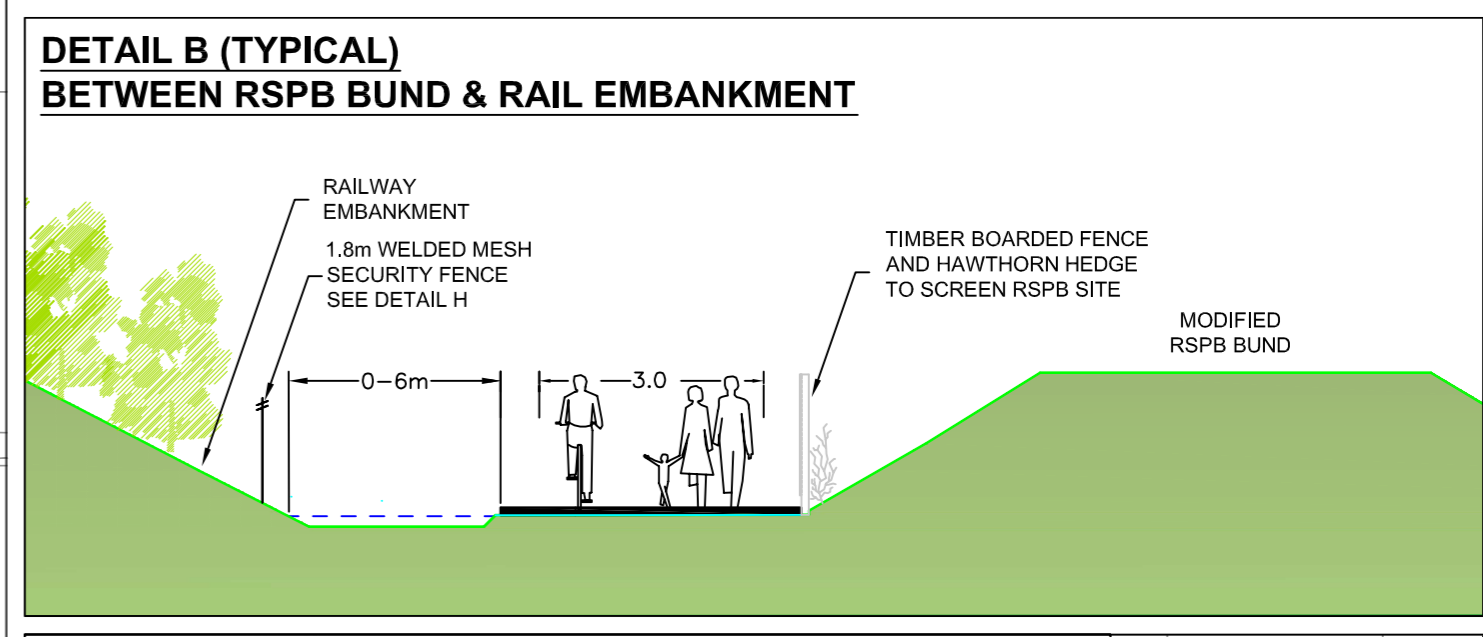 DETAIL B (TYPICAL)
BETWEEN RSPB BUND & RAIL EMBANKMENT
RAILWAY
EMBANKMENT
1.8m WELDED MESH
SECURITY FENCE
SEE DETAIL H
TIMBER BOARDED FENCE
AND HAWTHORN HEDGE
TO SCREEN RSPB SITE
MODIFIED
RSPB BUND
0-6m
3.0